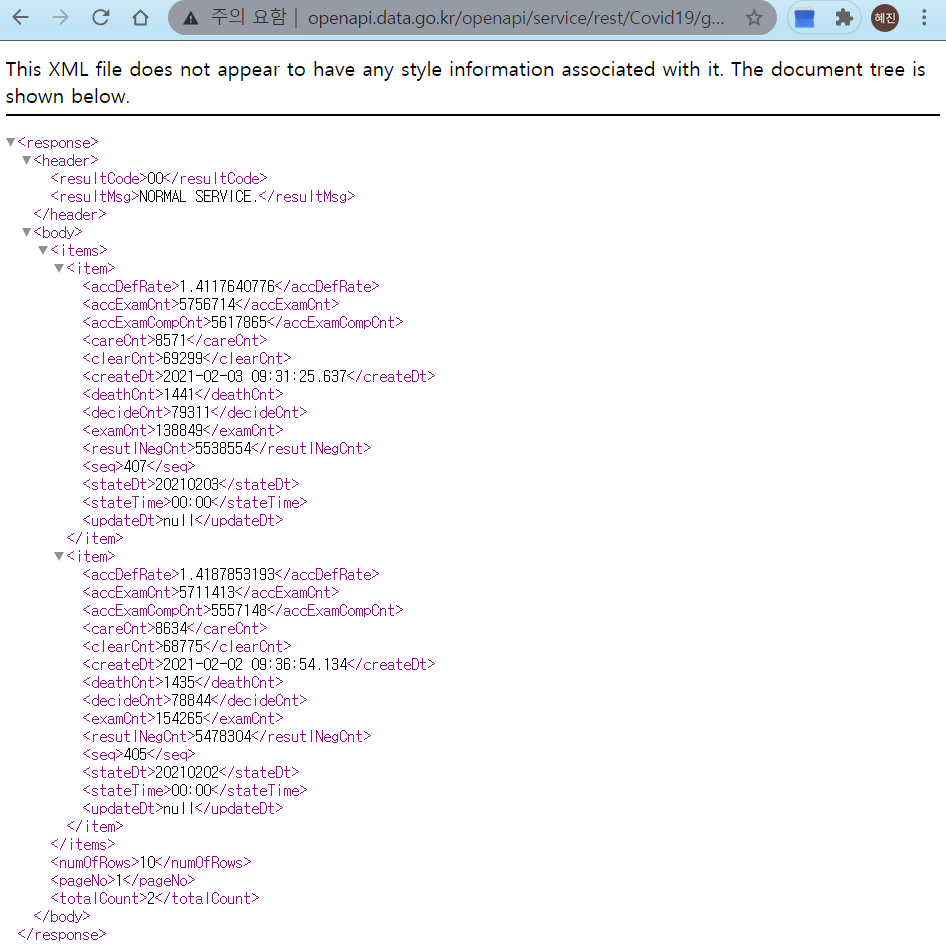 주의 요함 | openapi.data.go.kr/openapi/service/rest/Covid19/g...
혜진
This XML file does not appear to have any style information associated with it. The document tree is
shown below.
▼<response>
▼<header>
<resultCode>00</resultCode>
<resultMsg>NORMAL SERVICE.</resultMsg>
</header>
▼<body>
▼<items>
▼<item>
<accDefRate>1.4117640776</accDefRate>
<accExamCnt>5756714</accExamCnt>
<accExamCompCnt>5617865</accExamCompCnt>
<careCnt>8571</careCnt>
<clearCnt>69299</clearCnt>
<createDt>2021-02-03 09:31:25.637</createDt>
<deathCnt>1441</deathCnt>
<decideCnt>79311</decideCnt>
<examCnt>138849</examCnt>
<resutlNegCnt>5538554</resutlNegCnt>
<seq>407</seq>
<stateDt>20210203</stateDt>
<stateTime>00:00</stateTime>
<updateDt>null</updateDt>
</item>
▼<item>
<accDefRate>1.4187853193</accDefRate>
<accExamCnt>5711413</accExamCnt>
<accExamCompCnt>5557148</accExamCompCnt>
<careCnt>8634</careCnt>
<clearCnt>68775</clearCnt>
<createDt>2021-02-02 09:36:54.134</createDt>
<deathCnt>1435</deathCnt>
<decideCnt>78844</decideCnt>
<examCnt>154265</examCnt>
<resutlNegCnt>5478304</resutlNegCnt>
<seq>405</seq>
<stateDt>20210202</stateDt>
<stateTime>00:00</stateTime>
<updateDt>null</updateDt>
</item>
</items>
<numOfRows>10</numOfRows>
<pageNo>1</pageNo>
<totalCount>2</totalCount>
</body>
</response>